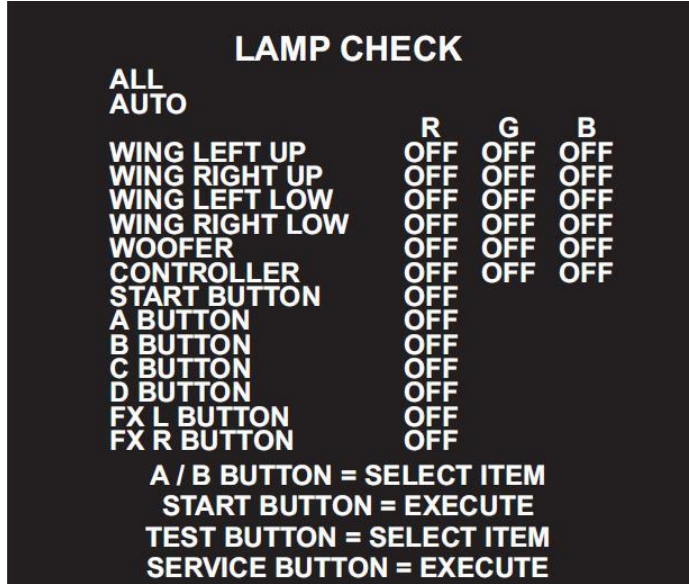 LAMP CHECK
ALL
AUTO
R G B
WING LEFT UP OFF OFF OFF
WING RIGHT UP OFF OFF OFF
WING LEFT LOW OFF OFF OFF
WING RIGHT LOW OFF OFF OFF
WOOFER OFF OFF OFF
CONTROLLER OFF OFF OFF
START BUTTON OFF
A BUTTON OFF
B BUTTON OFF
C BUTTON OFF
D BUTTON OFF
FX L BUTTON OFF
FX R BUTTON OFF
A / B BUTTON = SELECT ITEM
START BUTTON = EXECUTE
TEST BUTTON = SELECT ITEM
SERVICE BUTTON = EXECUTE